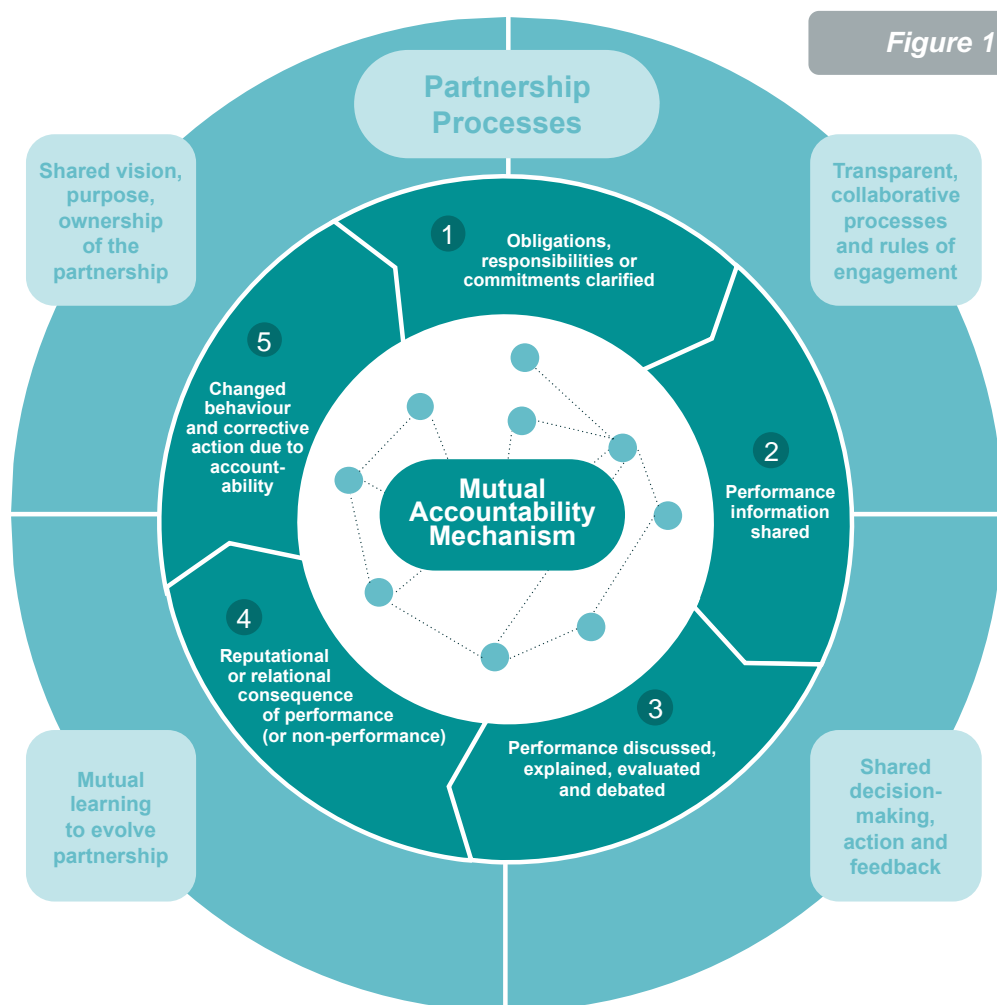 Figure 1
Partnership
Processes
Shared vision,
purpose,
ownership
of the
partnership
Transparent,
collaborative
processes
and rules of
engagement
1
Obligations,
responsibilities or
commitments clarified
5
Changed
behaviour
and corrective
action due to
account-
ability
2
Performance
information
shared
Mutual
Accountability
Mechanism
4
Reputational
or relational
consequence
of performance
(or non-performance)
3
Performance discussed,
explained, evaluated
and debated
Mutual
learning
to evolve
partnership
Shared
decision-
making,
action and
feedback